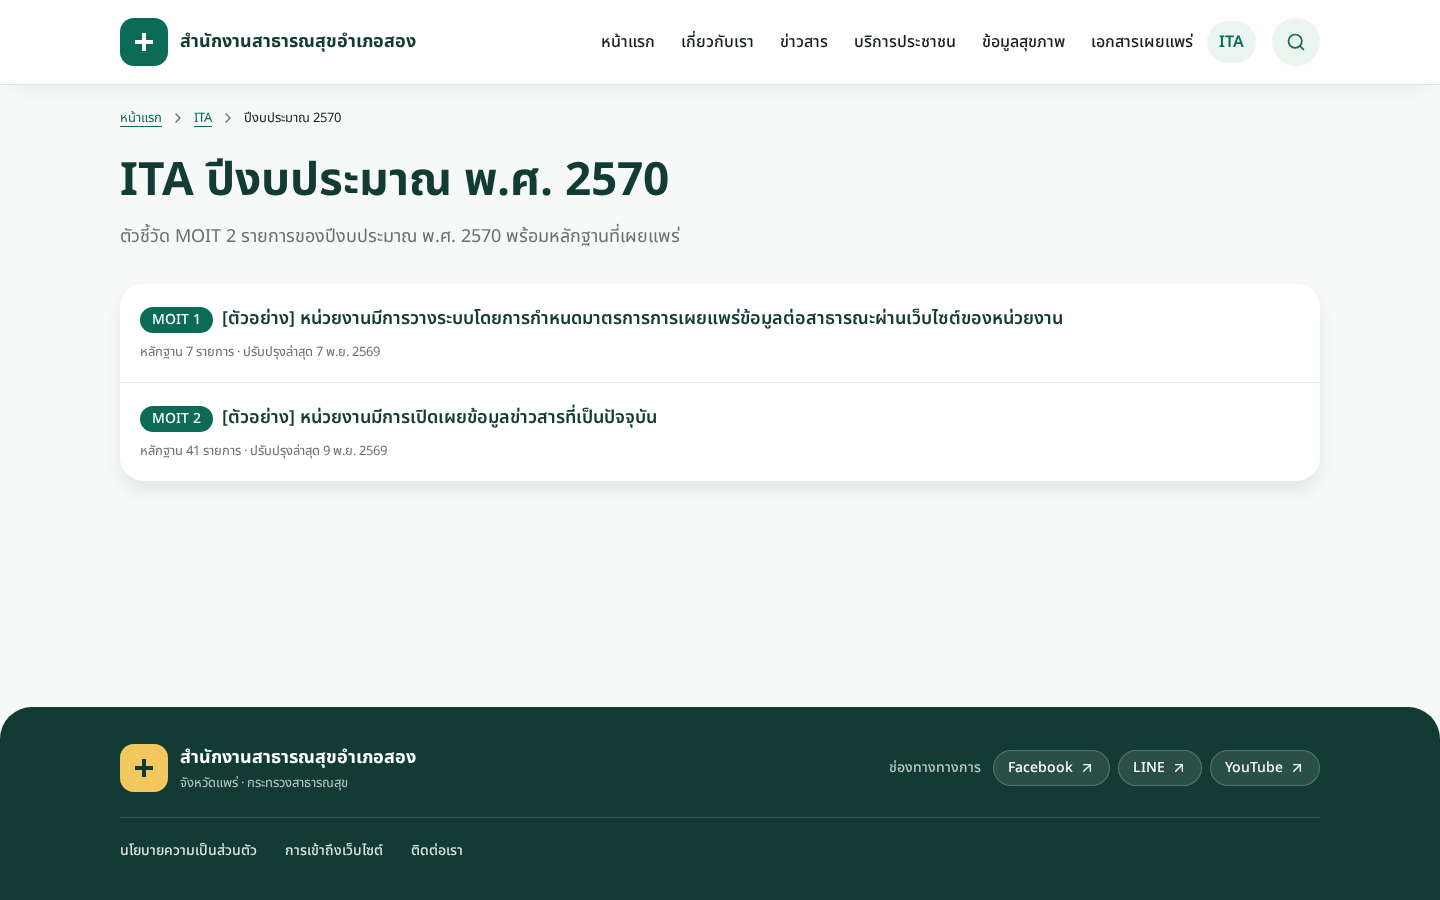 สำนักงานสาธารณสุขอำเภอสอง
หน้าแรก เกี่ยวกับเรา ข่าวสาร บริการประชาชน ข้อมูลสุขภาพ เอกสารเผยแพร่ ITA
หน้าแรก ITA ปีงบประมาณ 2570
ITA ปีงบประมาณ พ.ศ. 2570
ตัวชี้วัด MOIT 2 รายการของปีงบประมาณ พ.ศ. 2570 พร้อมหลักฐานที่เผยแพร่
MOIT 1 [ตัวอย่าง] หน่วยงานมีการวางระบบโดยการกำหนดมาตรการการเผยแพร่ข้อมูลต่อสาธารณะผ่านเว็บไซต์ของหน่วยงาน
หลักฐาน 7 รายการ · ปรับปรุงล่าสุด 7 พ.ย. 2569
MOIT 2 [ตัวอย่าง] หน่วยงานมีการเปิดเผยข้อมูลข่าวสารที่เป็นปัจจุบัน
หลักฐาน 41 รายการ · ปรับปรุงล่าสุด 9 พ.ย. 2569
สำนักงานสาธารณสุขอำเภอสอง
จังหวัดแพร่ · กระทรวงสาธารณสุข
ช่องทางทางการ Facebook LINE YouTube
นโยบายความเป็นส่วนตัว การเข้าถึงเว็บไซต์ ติดต่อเรา